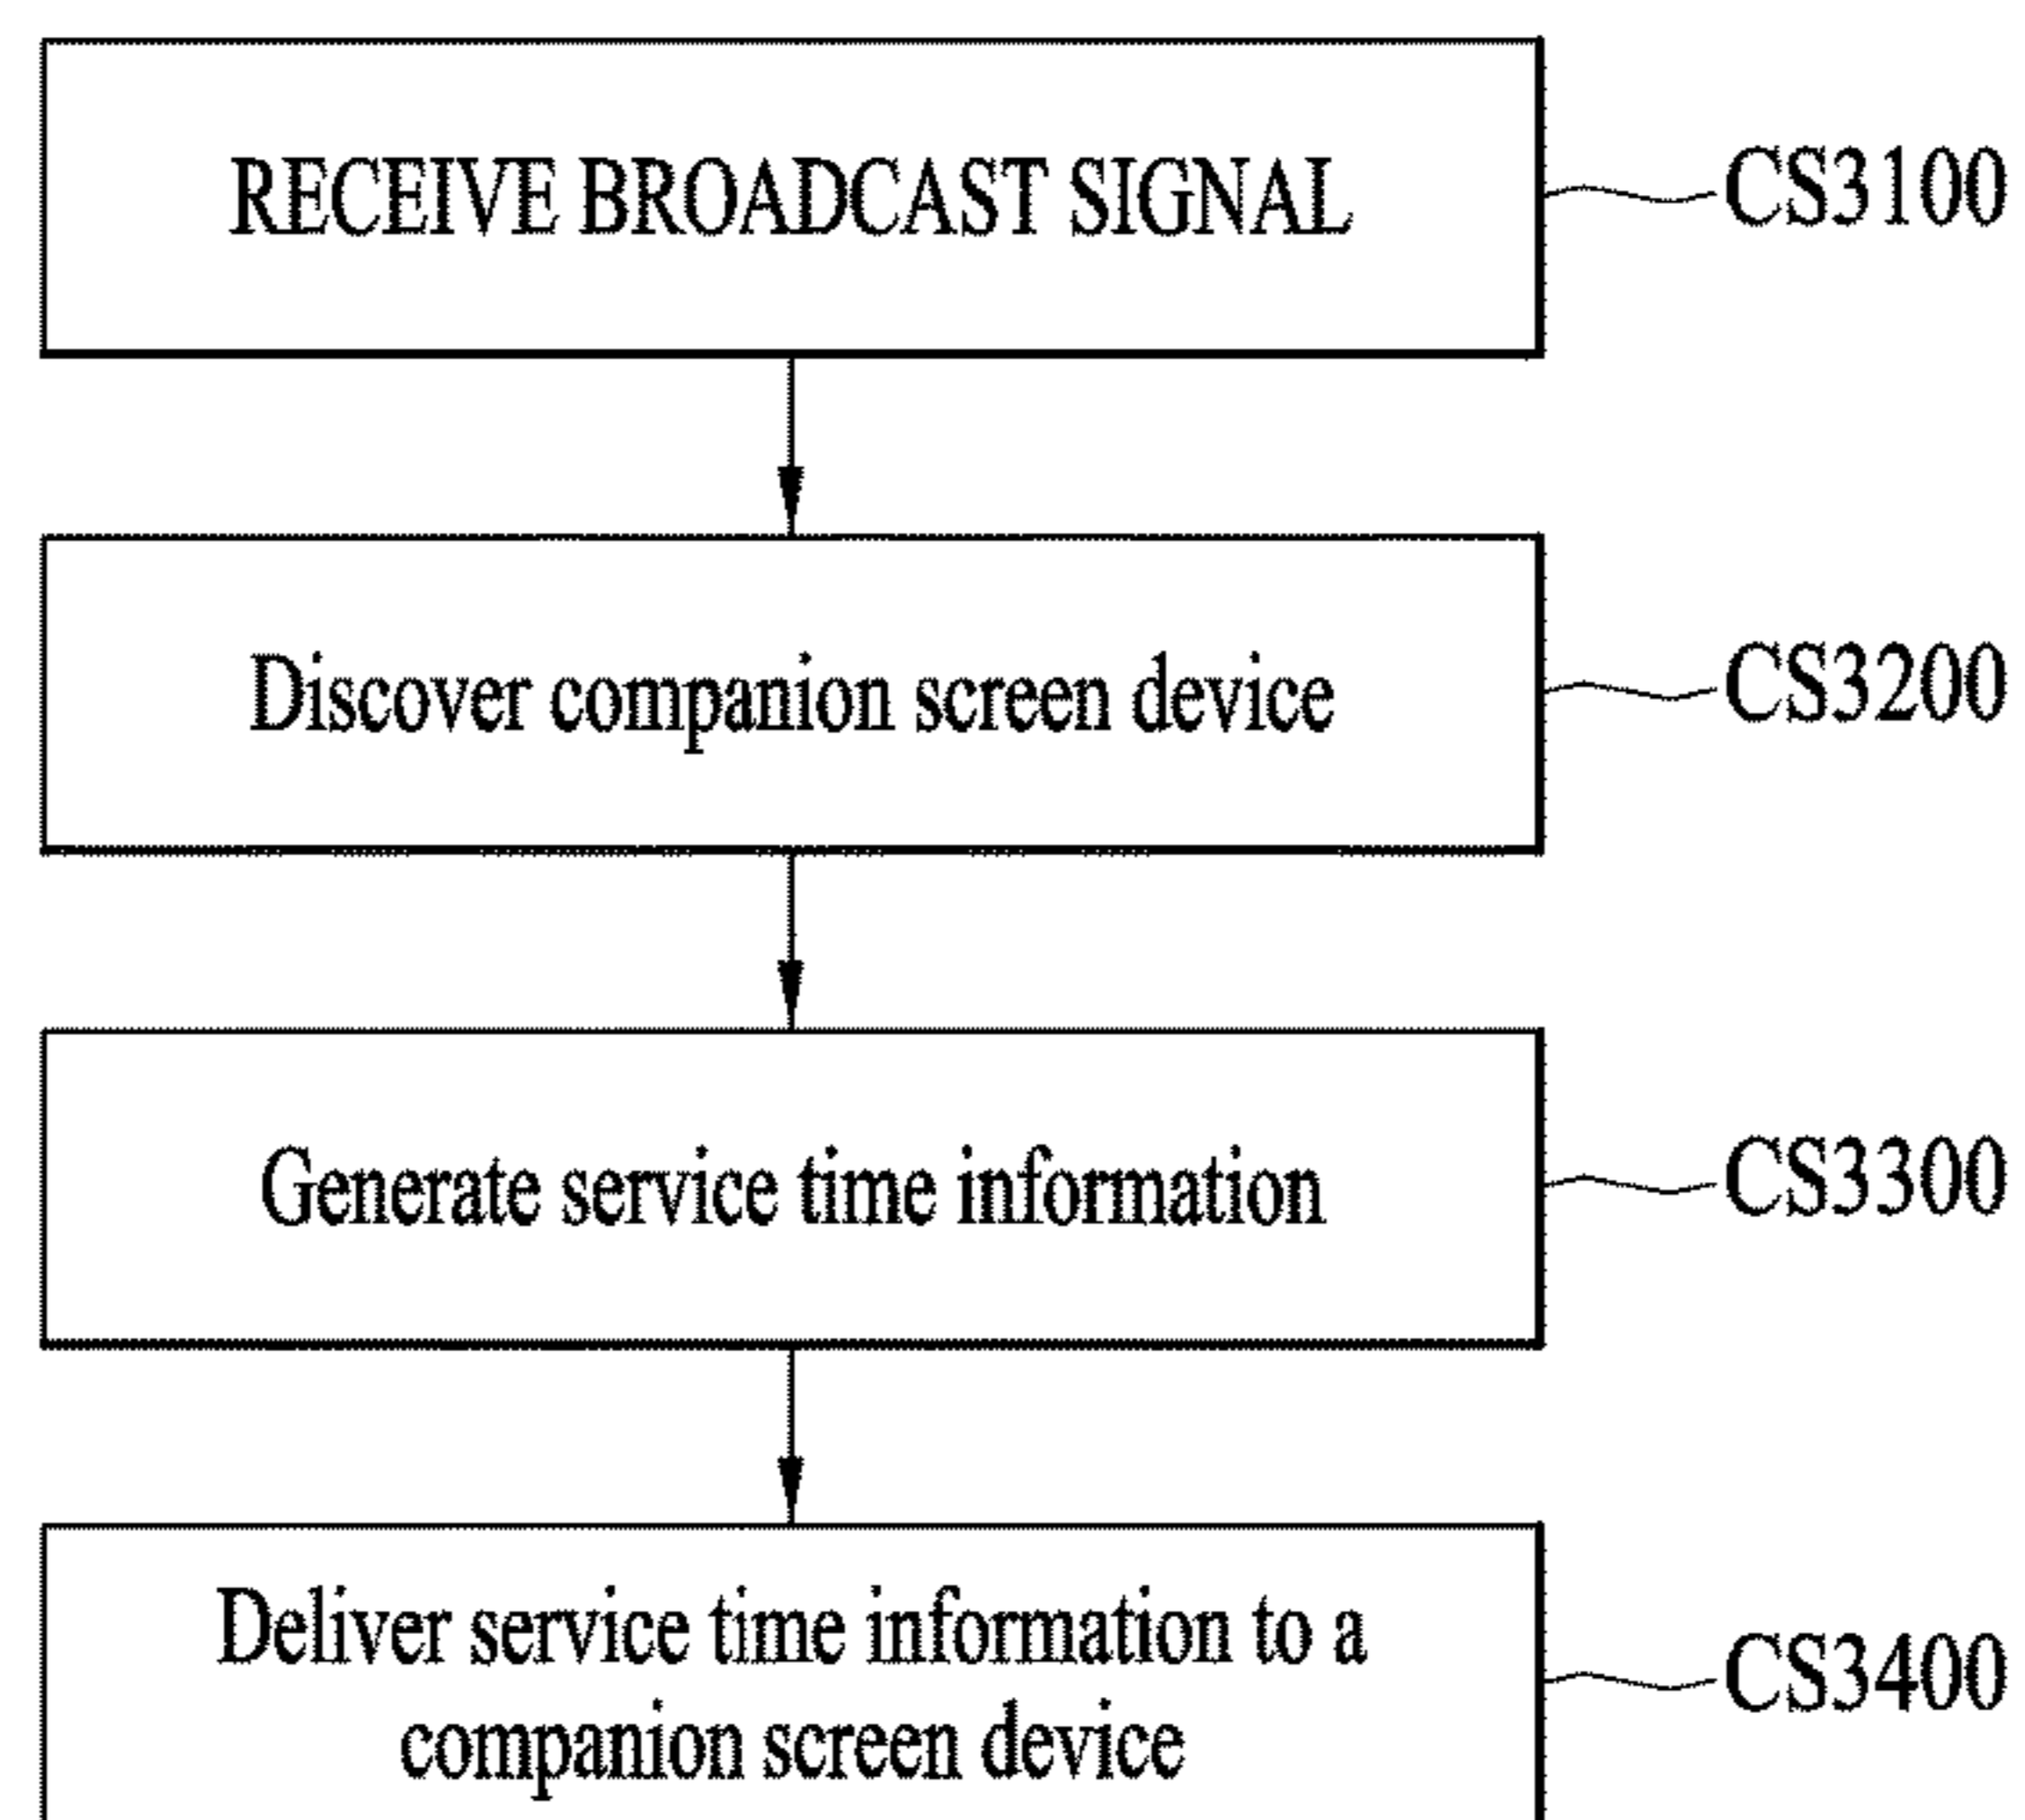 RECEIVE BROADCAST SIGNAL
CS3100
Discover companion screen device
CS3200
Generate service time information
CS3300
Deliver service time information to a
companion screen device
CS3400